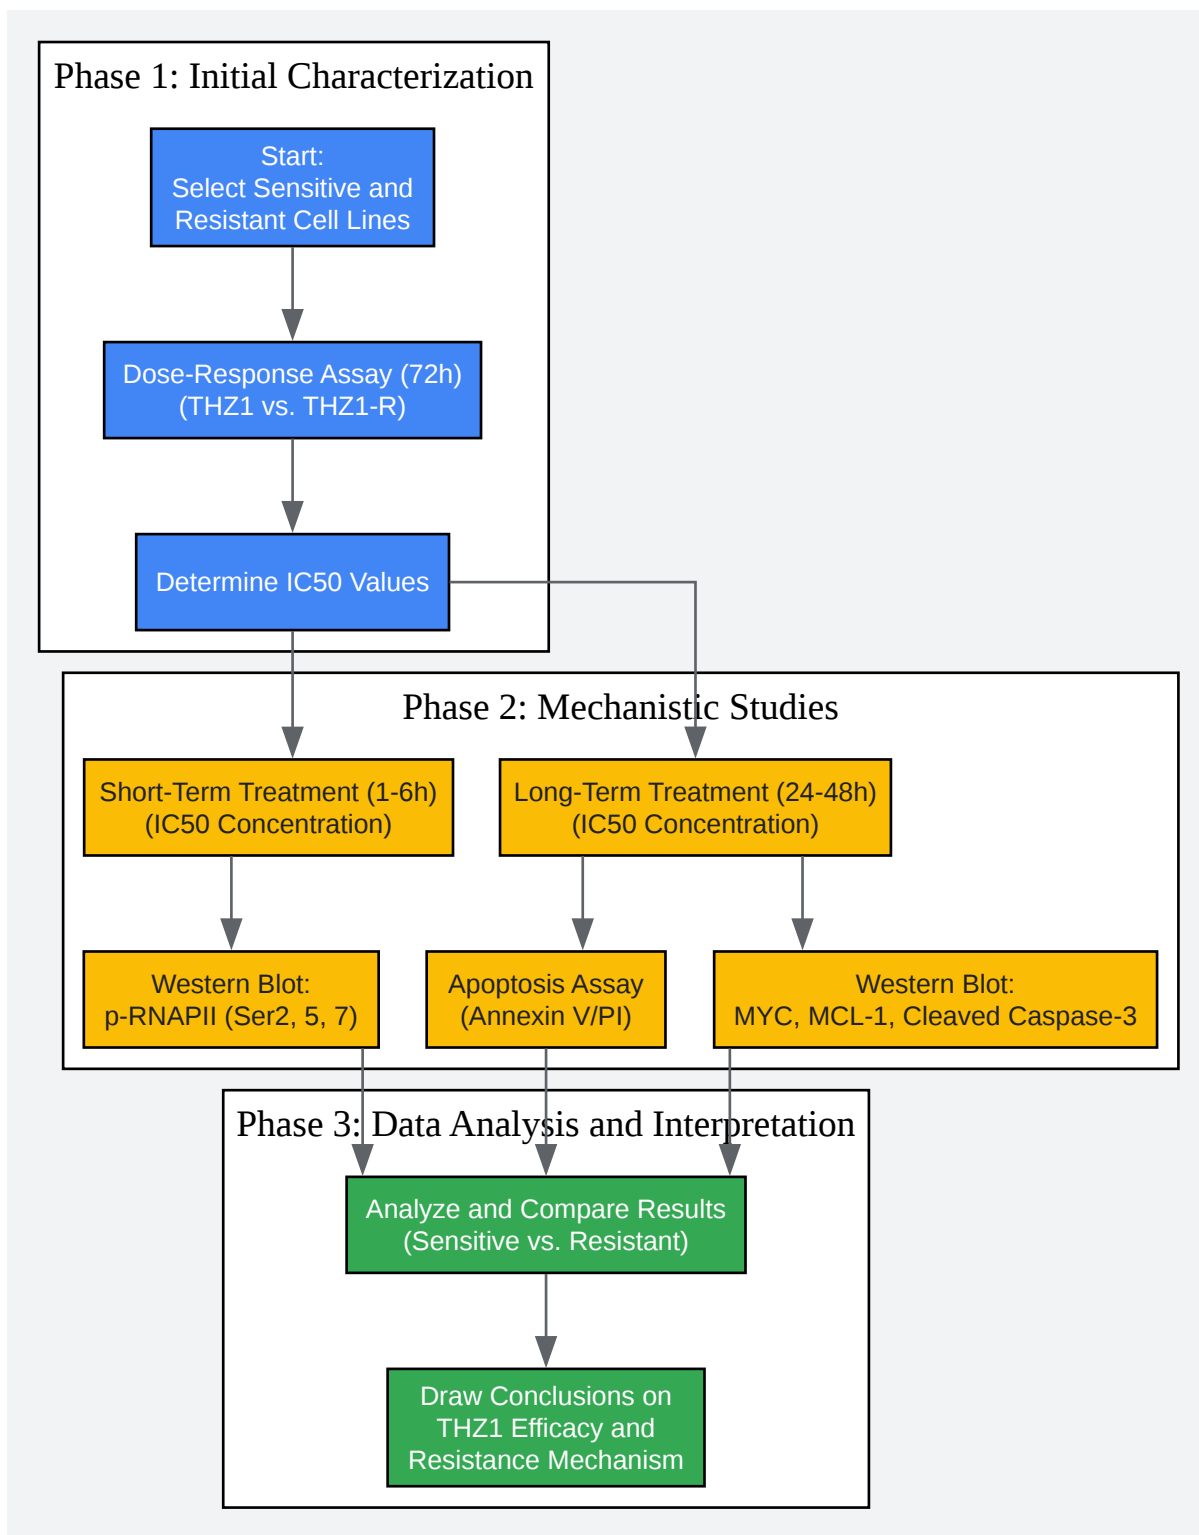 Phase 1: Initial Characterization
Start:
Select Sensitive and
Resistant Cell Lines
Dose-Response Assay (72h)
(THZ1 vs. THZ1-R)
Determine IC50 Values
Phase 2: Mechanistic Studies
Short-Term Treatment (1-6h)
(IC50 Concentration)
Long-Term Treatment (24-48h)
(IC50 Concentration)
Western Blot:
p-RNAPII (Ser2, 5, 7)
Apoptosis Assay
(Annexin V/PI)
Western Blot:
MYC, MCL-1, Cleaved Caspase-3
Phase 3: Data Analysis and Interpretation
Analyze and Compare Results
(Sensitive vs. Resistant)
Draw Conclusions on
THZ1 Efficacy and
Resistance Mechanism